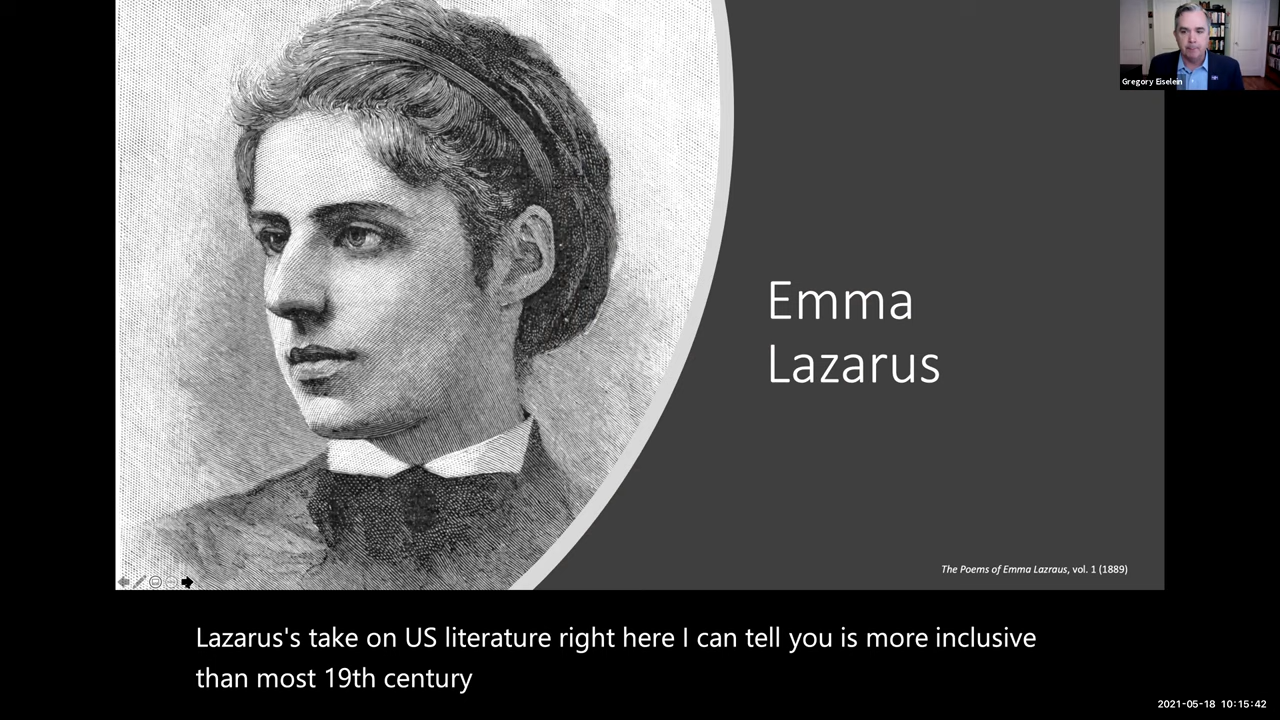 Gregory Eiselein
Emma
Lazarus
The Poems of Emma Lazraus, vol. 1 (1889)
Lazarus's take on US literature right here I can tell you is more inclusive
than most 19th century
2021-05-18 10:15:42